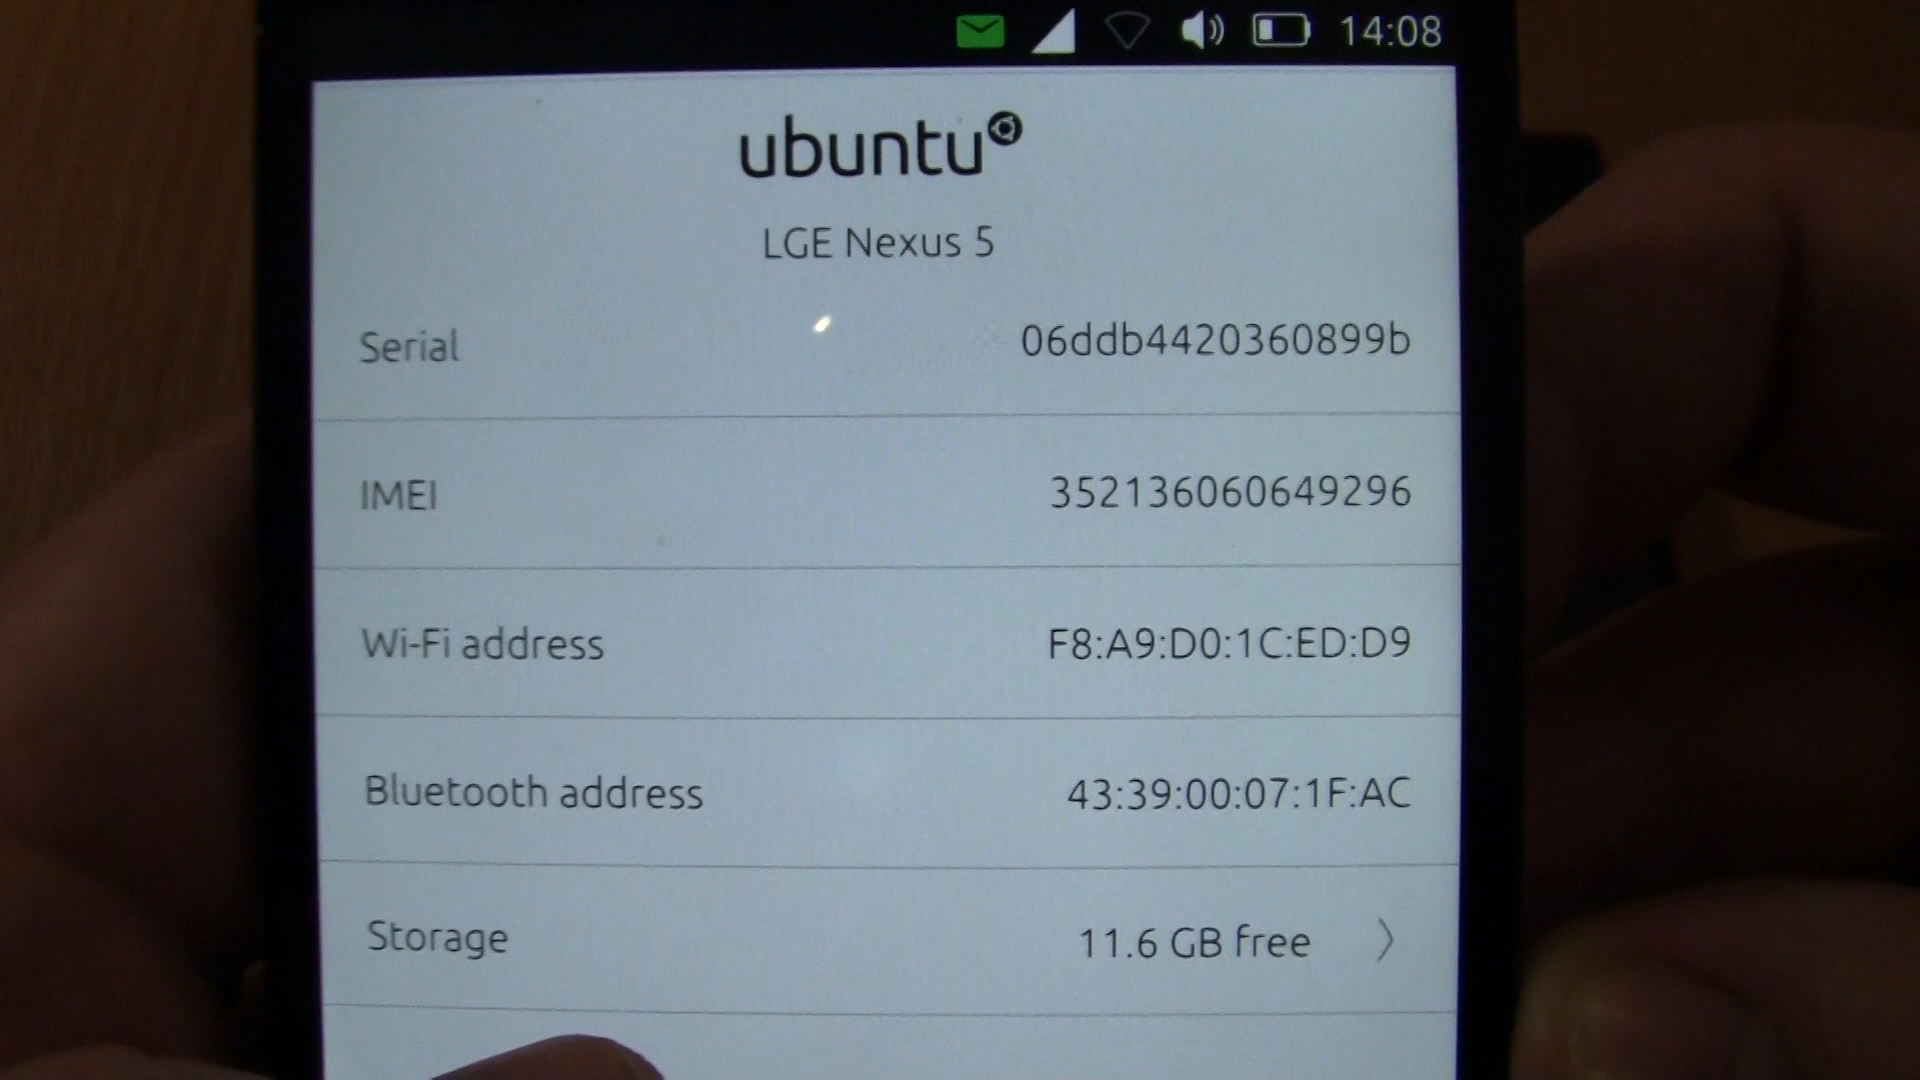 14:08
ubuntu
LGE Nexus 5
Serial 06ddb4420360899b
IMEI 352136060649296
Wi-Fi address F8:A9:D0:1C:ED:D9
Bluetooth address 43:39:00:07:1F:AC
Storage 11.6 GB free